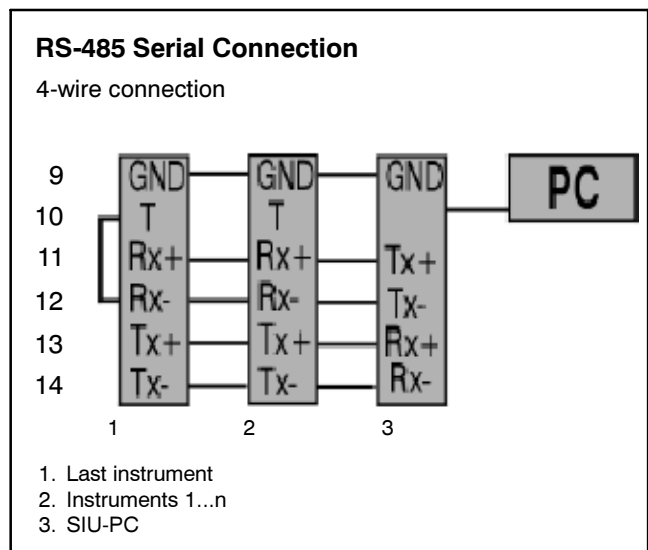 RS-485 Serial Connection
4-wire connection
9 GND GND GND PC
10 T T
11 Rx+ Rx+ Tx+
12 Rx- Rx- Tx-
13 Tx+ Tx+ Rx+
14 Tx- Tx- Rx-
1 2 3
1. Last instrument
2. Instruments 1...n
3. SIU-PC